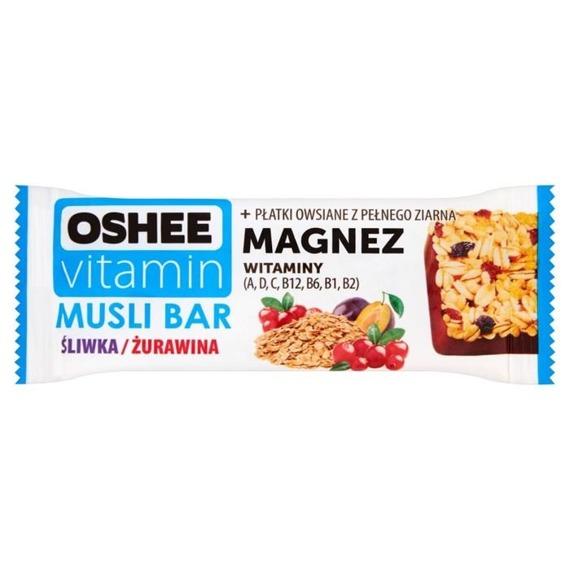 OSHEE
vitamin
MUSLI BAR
ŚLIWKA / ŻURAWINA
+ PŁATKI OWSIANE Z PEŁNEGO ZIARNA
MAGNEZ
WITAMINY
(A, D, C, B12, B6, B1, B2)